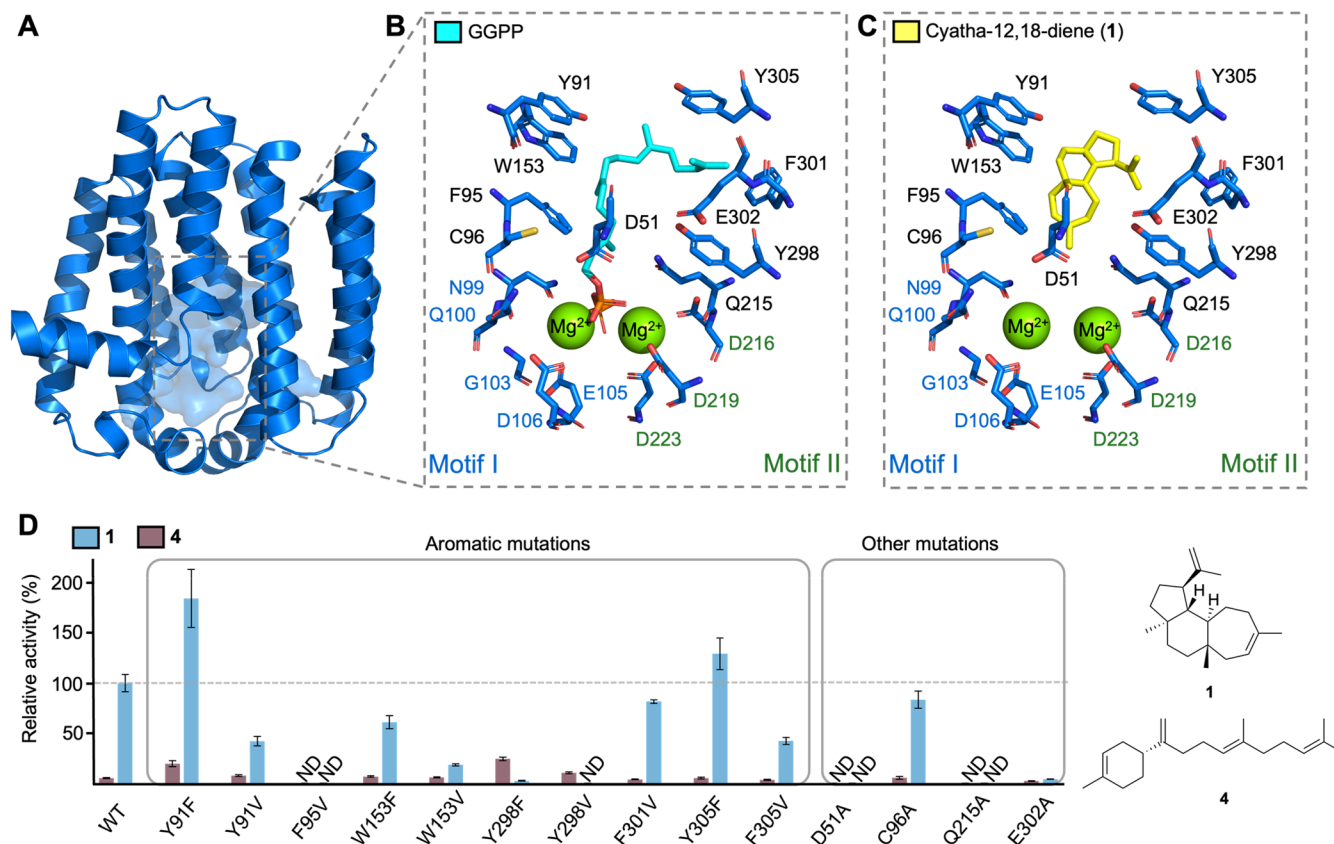 A
B
GGPP
Y91
Y305
W153
F301
F95
D51
E302
C96
Y298
N99
Q215
Q100
Mg2+
Mg2+
D216
G103
E105
D219
D106
D223
Motif I
Motif II
C
Cyatha-12,18-diene (1)
Y91
Y305
W153
F301
F95
E302
C96
Y298
D51
N99
Q215
Q100
Mg2+
Mg2+
D216
G103
E105
D219
D106
D223
Motif I
Motif II
D
1
4
Aromatic mutations
Other mutations
Relative activity (%)
200
150
100
50
ND
ND
ND
ND
ND
ND
ND
WT
Y91F
Y91V
F95V
W153F
W153V
Y298F
Y298V
F301V
Y305F
F305V
D51A
C96A
Q215A
E302A
H
H
1
4